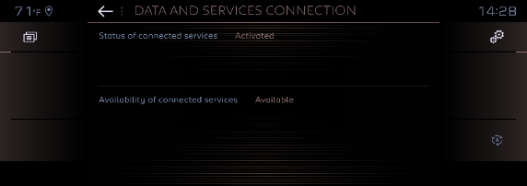 71°F
DATA AND SERVICES CONNECTION
14:28
Status of connected services Activated
Availability of connected services Available